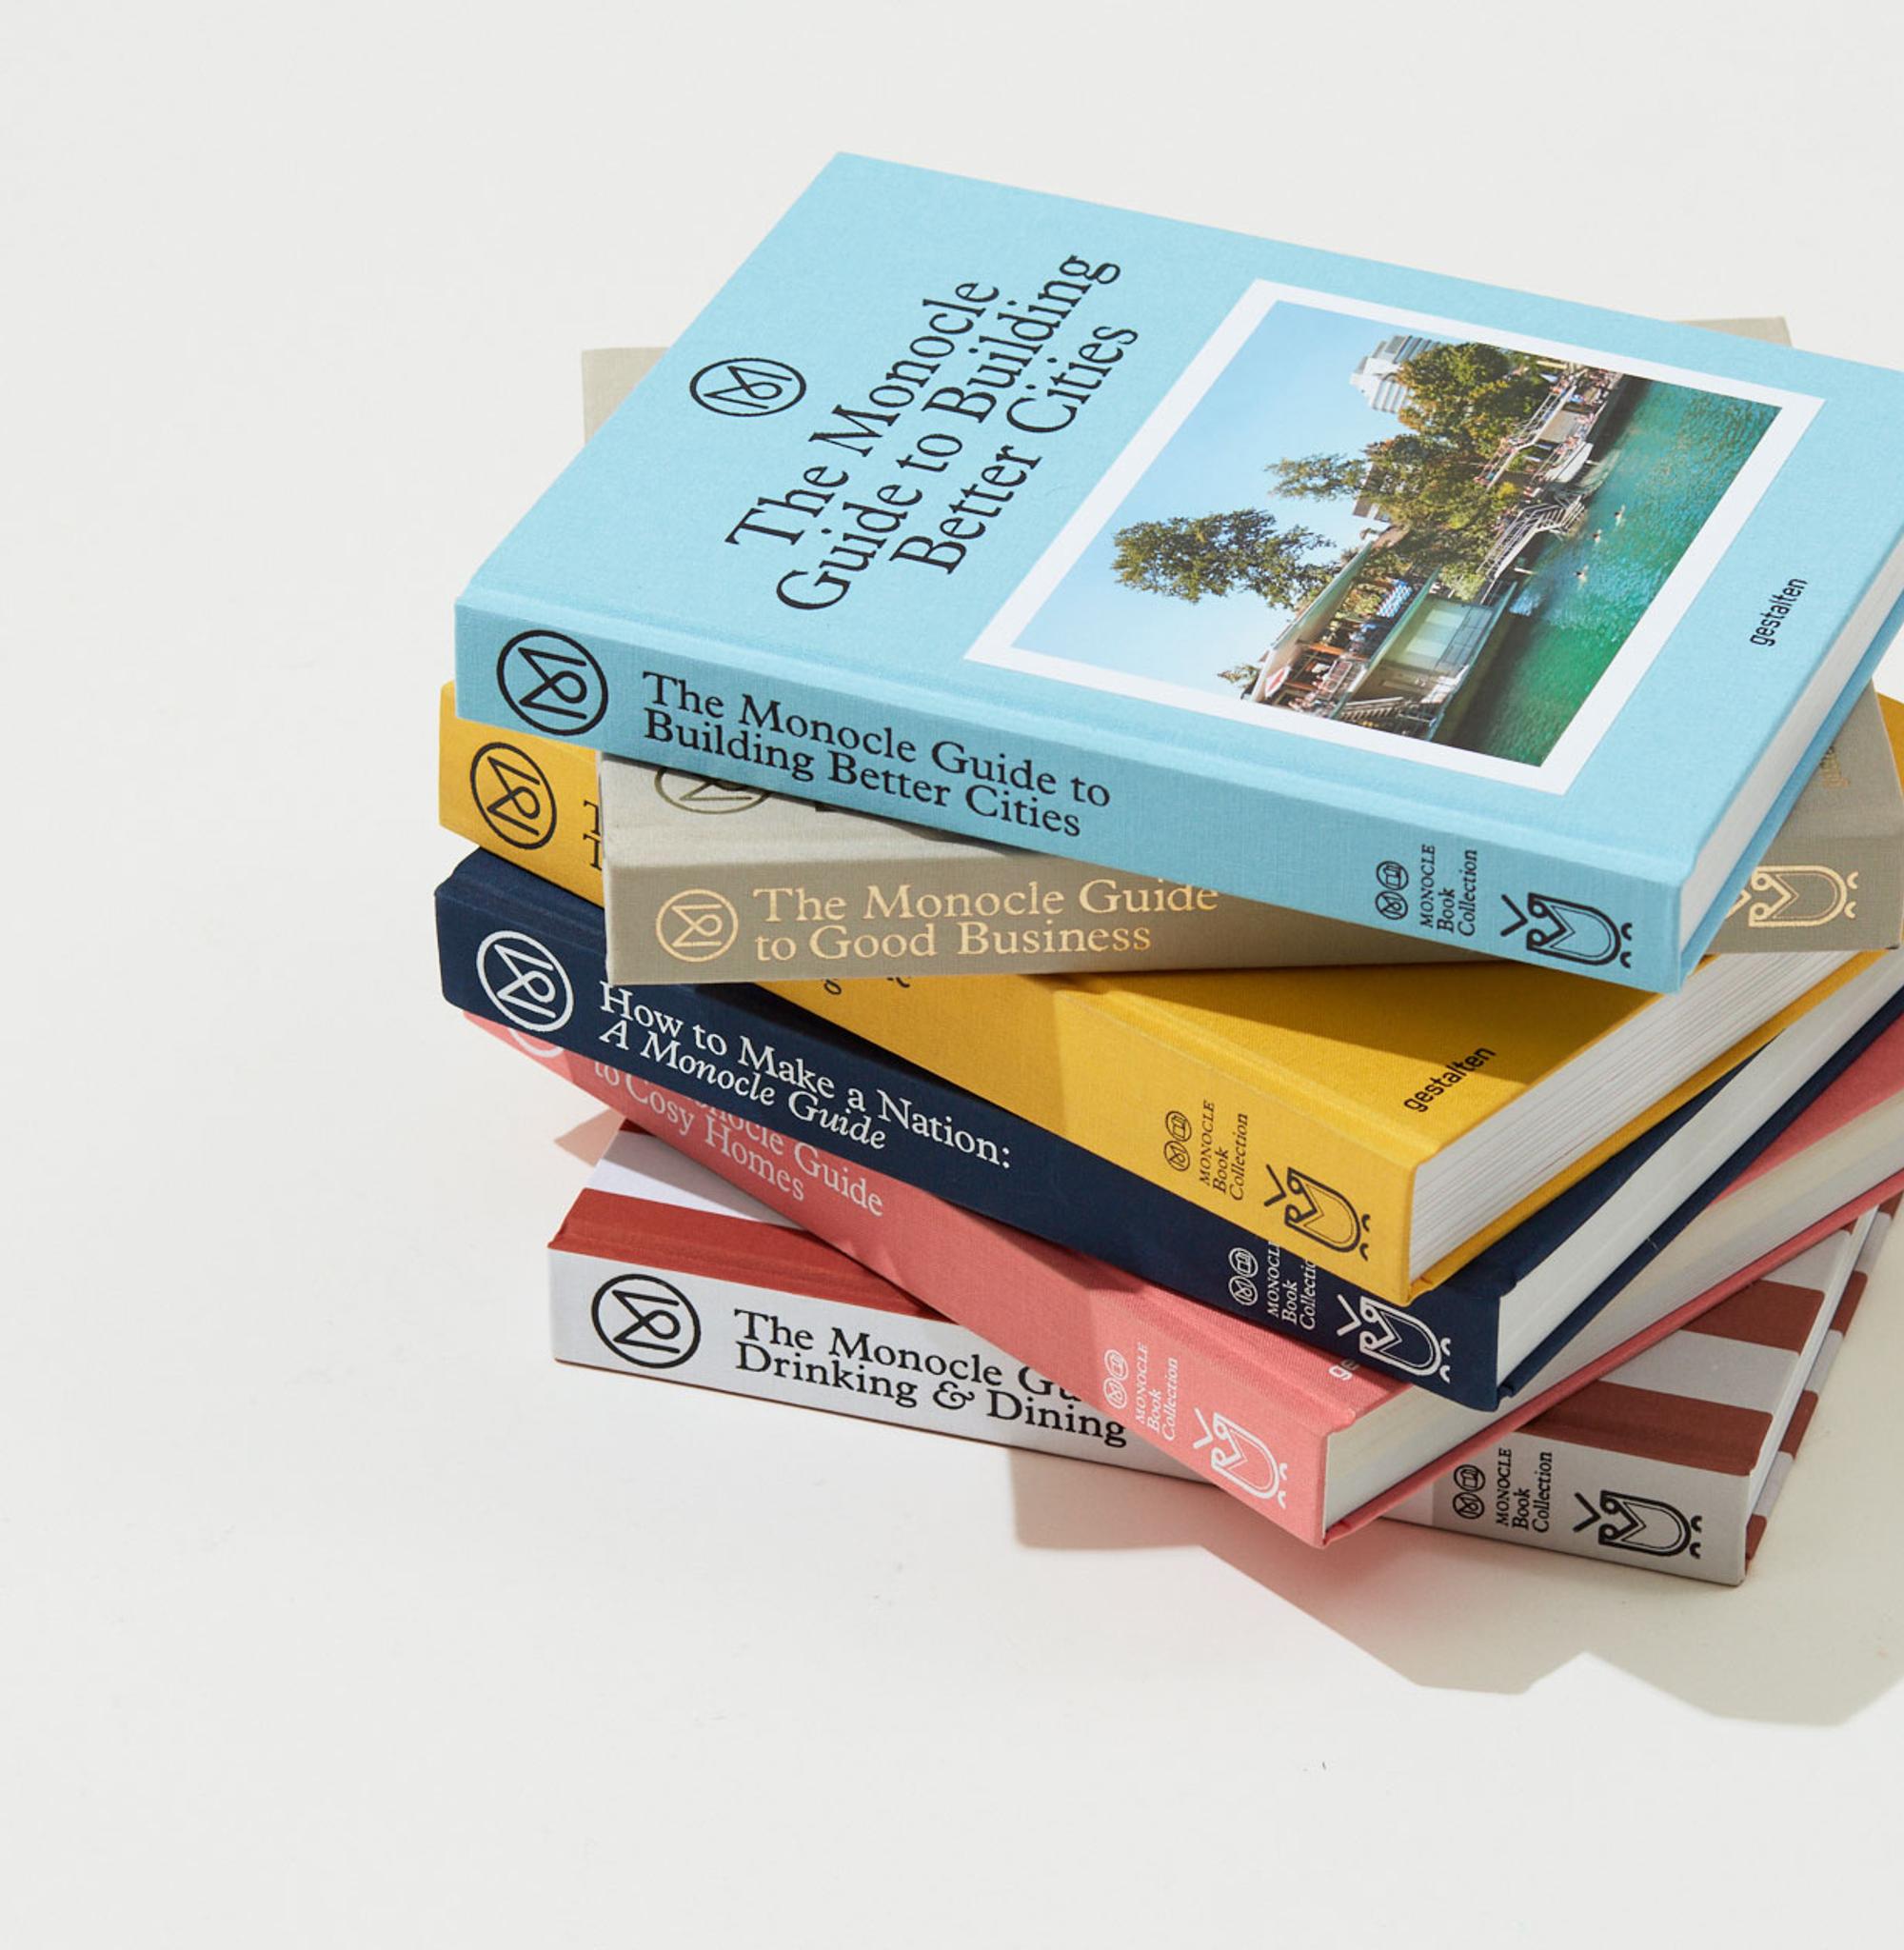 The Monocle
Guide to Building
Better Cities
gestalten
The Monocle Guide to
Building Better Cities
MONOCLE
Book
Collection
The Monocle Guide
to Good Business
gestalten
MONOCLE
Book
Collection
How to Make a Nation:
A Monocle Guide
MONOCLE
Book
Collection
Monocle Guide
to Cosy Homes
MONOCLE
Book
Collection
The Monocle
Drinking & Dining
MONOCLE
Book
Collection